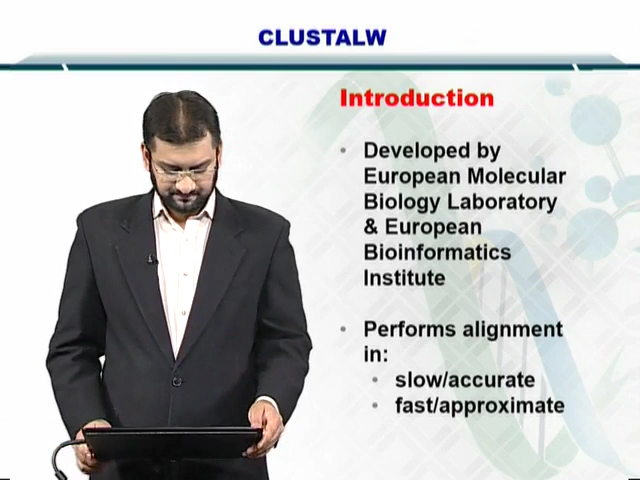 CLUSTALW
Introduction
• Developed by
European Molecular
Biology Laboratory
& European
Bioinformatics
Institute
• Performs alignment
in:
• slow/accurate
• fast/approximate